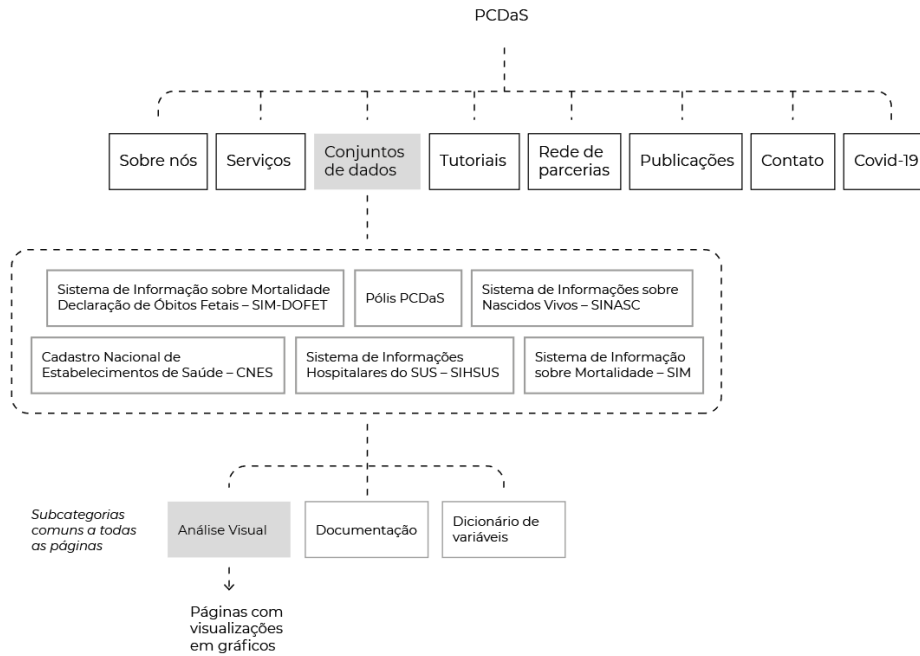 PCDaS
Sobre nós
Serviços
Conjuntos
de dados
Tutoriais
Rede de
parcerias
Publicações
Contato
Covid-19
Sistema de Informação sobre Mortalidade
Declaração de Óbitos Fetais – SIM-DOFET
Pólis PCDaS
Sistema de Informações sobre
Nascidos Vivos – SINASC
Cadastro Nacional de
Estabelecimentos de Saúde – CNES
Sistema de Informações
Hospitalares do SUS – SIHSUS
Sistema de Informação
sobre Mortalidade – SIM
Subcategorias
comuns a todas
as páginas
Análise Visual
Documentação
Dicionário de
variáveis
Páginas com
visualizações
em gráficos